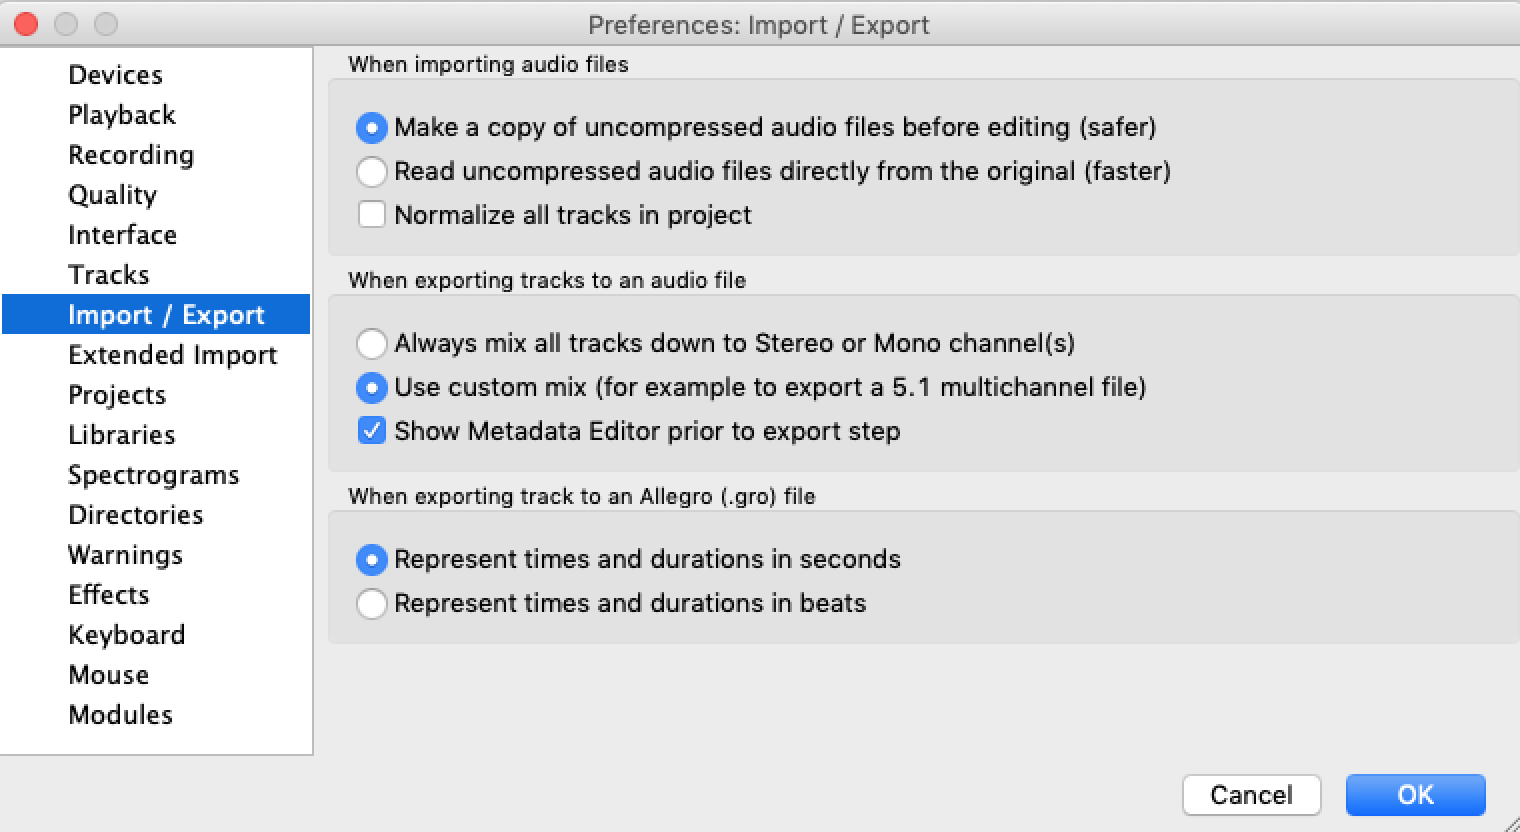 Preferences: Import / Export
Devices
Playback
Recording
Quality
Interface
Tracks
Import / Export
Extended Import
Projects
Libraries
Spectrograms
Directories
Warnings
Effects
Keyboard
Mouse
Modules
When importing audio files
Make a copy of uncompressed audio files before editing (safer)
Read uncompressed audio files directly from the original (faster)
Normalize all tracks in project
When exporting tracks to an audio file
Always mix all tracks down to Stereo or Mono channel(s)
Use custom mix (for example to export a 5.1 multichannel file)
Show Metadata Editor prior to export step
When exporting track to an Allegro (.gro) file
Represent times and durations in seconds
Represent times and durations in beats
Cancel
OK